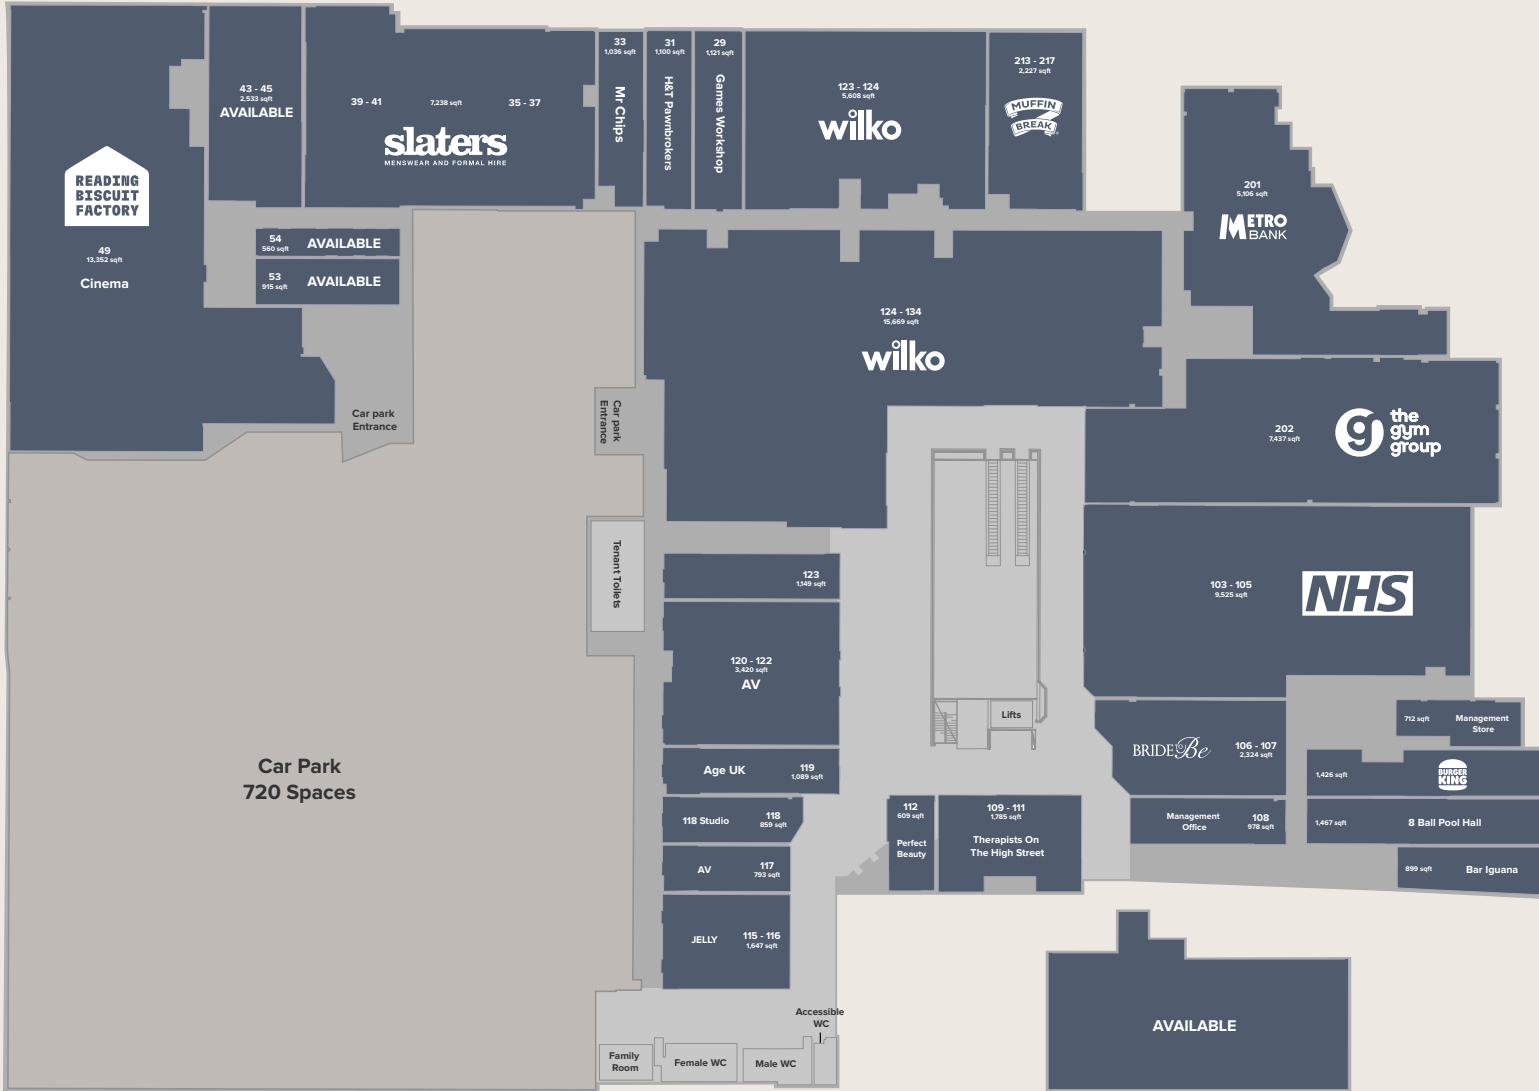 43 - 45
2,533 sqft
AVAILABLE
39 - 41
7,238 sqft
35 - 37
slaters
MENSWEAR AND FORMAL HIRE
33
1,036 sqft
Mr Chips
31
1,100 sqft
H&T Pawnbrokers
29
1,121 sqft
Games Workshop
123 - 124
5,608 sqft
wilko
213 - 217
2,227 sqft
MUFFIN
BREAK
201
5,106 sqft
METRO
BANK
READING
BISCUIT
FACTORY
49
13,352 sqft
Cinema
54
560 sqft
AVAILABLE
53
915 sqft
AVAILABLE
124 - 134
15,669 sqft
wilko
Car park
Entrance
Car park
Entrance
202
7,437 sqft
the
gym
group
Tenant Toilets
123
1,149 sqft
103 - 105
9,525 sqft
NHS
120 - 122
3,420 sqft
AV
Lifts
712 sqft
Management
Store
BRIDE to Be
106 - 107
2,324 sqft
Car Park
720 Spaces
Age UK
119
1,089 sqft
1,426 sqft
BURGER
KING
118 Studio
118
859 sqft
112
609 sqft
Perfect
Beauty
109 - 111
1,785 sqft
Therapists On
The High Street
Management
Office
108
978 sqft
1,467 sqft
8 Ball Pool Hall
AV
117
793 sqft
899 sqft
Bar Iguana
JELLY
115 - 116
1,647 sqft
Accessible
WC
AVAILABLE
Family
Room
Female WC
Male WC